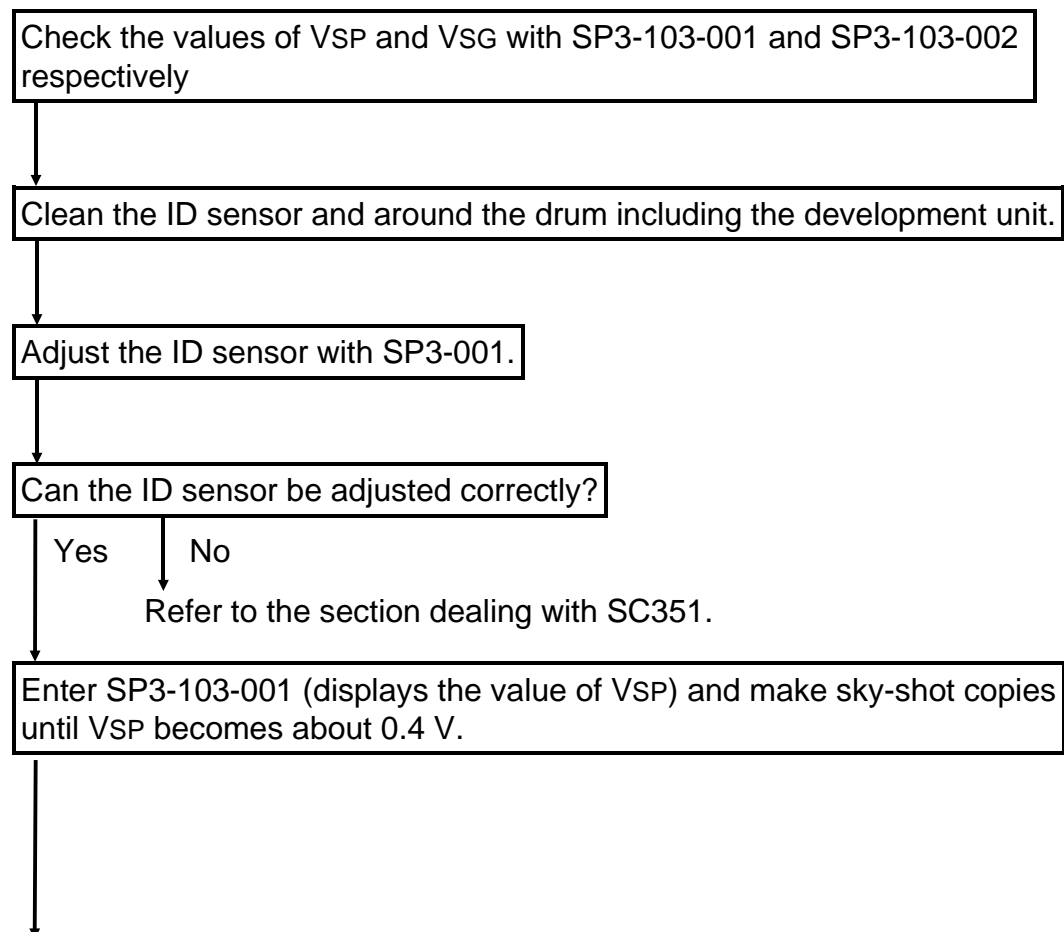 Check the values of VSP and VSG with SP3-103-001 and SP3-103-002
respectively
Clean the ID sensor and around the drum including the development unit.
Adjust the ID sensor with SP3-001.
Can the ID sensor be adjusted correctly?
Yes No
Refer to the section dealing with SC351.
Enter SP3-103-001 (displays the value of VSP) and make sky-shot copies
until VSP becomes about 0.4 V.